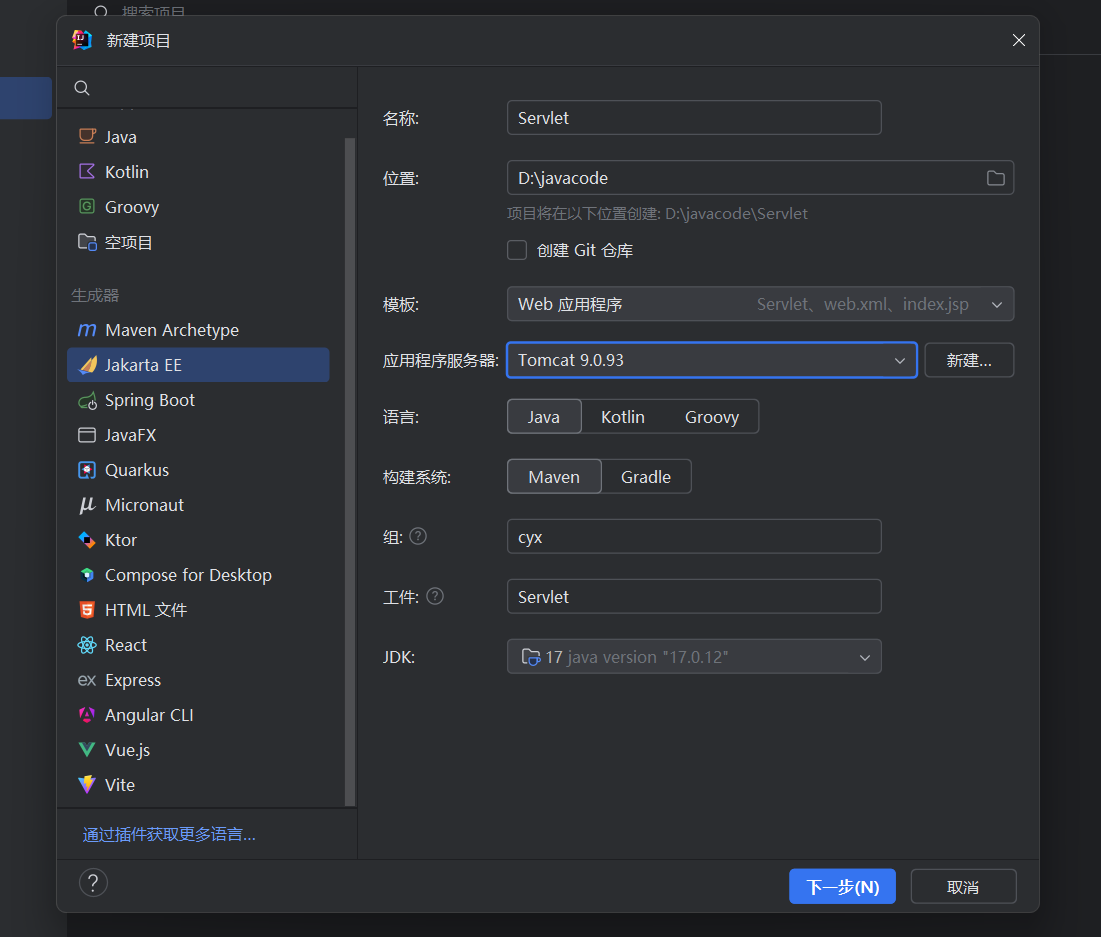 搜索项目
新建项目
Java
Kotlin
Groovy
空项目
生成器
Maven Archetype
Jakarta EE
Spring Boot
JavaFX
Quarkus
Micronaut
Ktor
Compose for Desktop
HTML 文件
React
Express
Angular CLI
Vue.js
Vite
通过插件获取更多语言...
名称: Servlet
位置: D:\javacode
项目将在以下位置创建: D:\javacode\Servlet
创建 Git 仓库
模板: Web 应用程序 Servlet、web.xml、index.jsp
应用程序服务器: Tomcat 9.0.93 新建...
语言: Java Kotlin Groovy
构建系统: Maven Gradle
组: ? cyx
工件: ? Servlet
JDK: 17 java version "17.0.12"
? 下一步(N) 取消